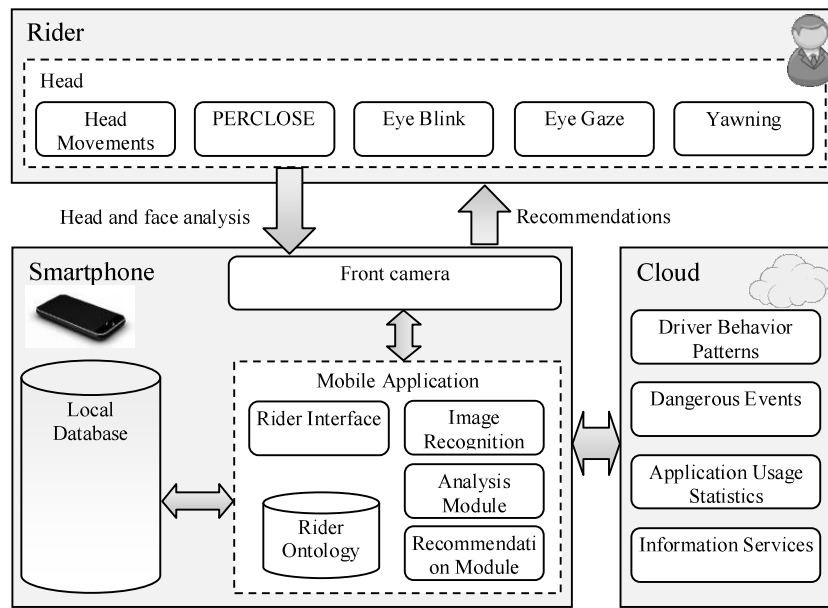 Rider
Head
Head
Movements
PERCLOSE
Eye Blink
Eye Gaze
Yawning
Head and face analysis
Recommendations
Smartphone
Front camera
Mobile Application
Local
Database
Rider Interface
Image
Recognition
Analysis
Module
Rider
Ontology
Recommendati
on Module
Cloud
Driver Behavior
Patterns
Dangerous Events
Application Usage
Statistics
Information Services